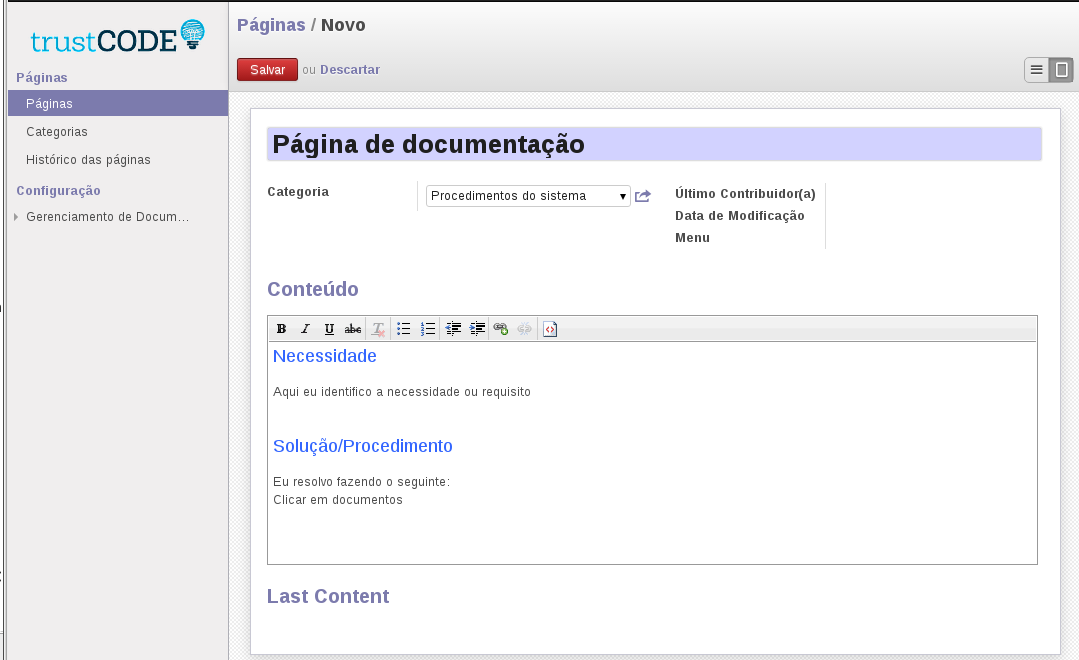 trustCODE
Páginas
Páginas
Categorias
Histórico das páginas
Configuração
Gerenciamento de Docum...
Páginas / Novo
Salvar ou Descartar
Página de documentação
Categoria
Procedimentos do sistema
Último Contribuidor(a)
Data de Modificação
Menu
Conteúdo
B I U abc T
Necessidade
Aqui eu identifico a necessidade ou requisito
Solução/Procedimento
Eu resolvo fazendo o seguinte:
Clicar em documentos
Last Content